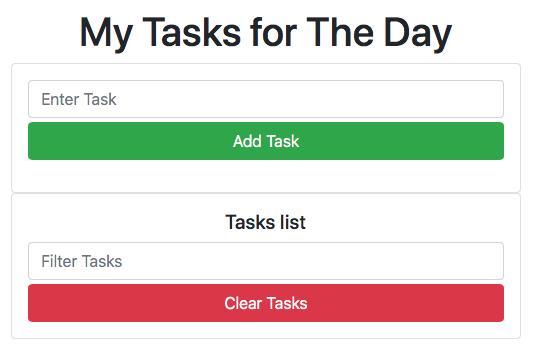 My Tasks for The Day
Enter Task
Add Task
Tasks list
Filter Tasks
Clear Tasks